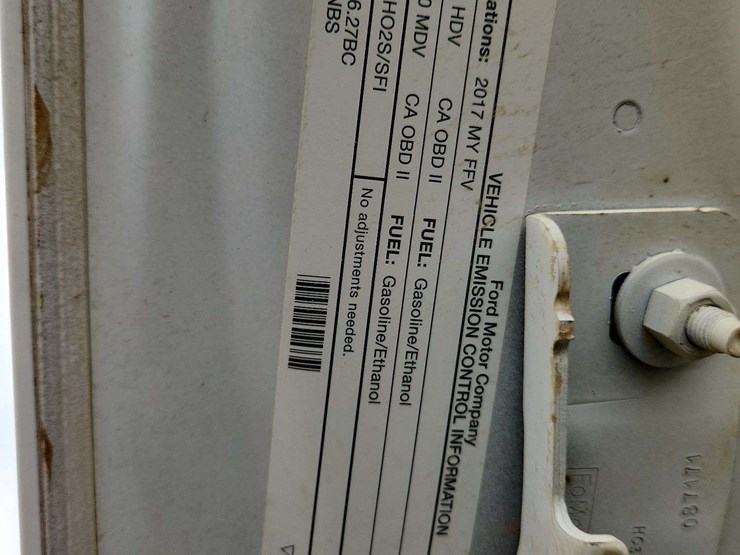 Ford Motor Company
VEHICLE EMISSION CONTROL INFORMATION
ations: 2017 MY FFV
HDV CA OBD II FUEL: Gasoline/Ethanol
0 MDV CA OBD II FUEL: Gasoline/Ethanol
HO2S/SFI No adjustments needed.
6.27BC
NBS